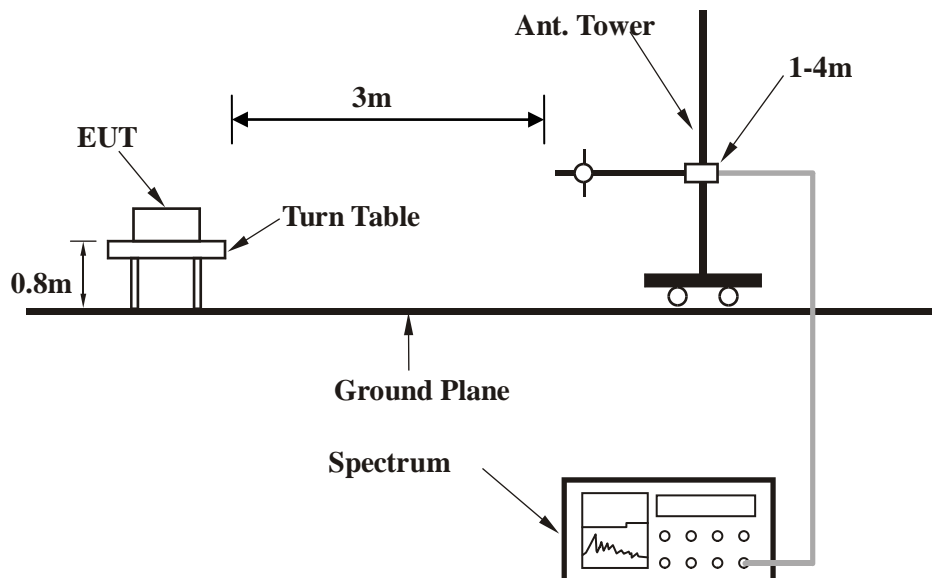 Ant. Tower
1-4m
3m
EUT
Turn Table
0.8m
Ground Plane
Spectrum